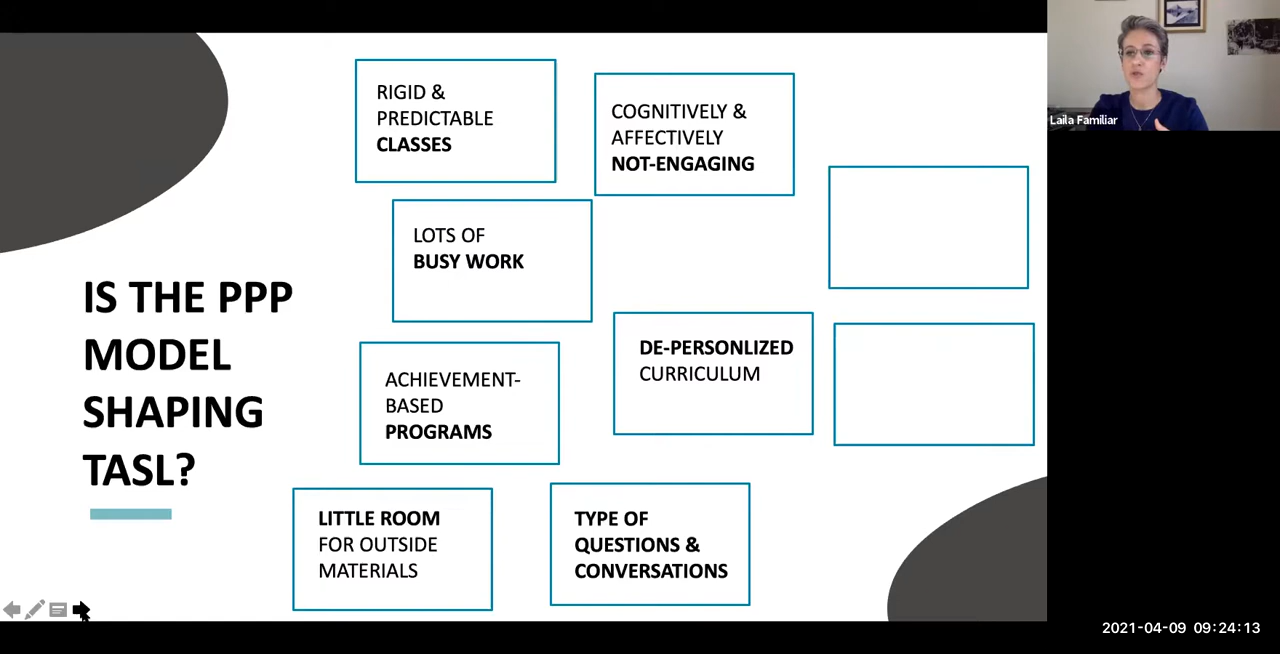 IS THE PPP
MODEL
SHAPING
TASL?
RIGID &
PREDICTABLE
CLASSES
COGNITIVELY &
AFFECTIVELY
NOT-ENGAGING
LOTS OF
BUSY WORK
ACHIEVEMENT-
BASED
PROGRAMS
DE-PERSONLIZED
CURRICULUM
LITTLE ROOM
FOR OUTSIDE
MATERIALS
TYPE OF
QUESTIONS &
CONVERSATIONS
Laila Familiar
2021-04-09 09:24:13